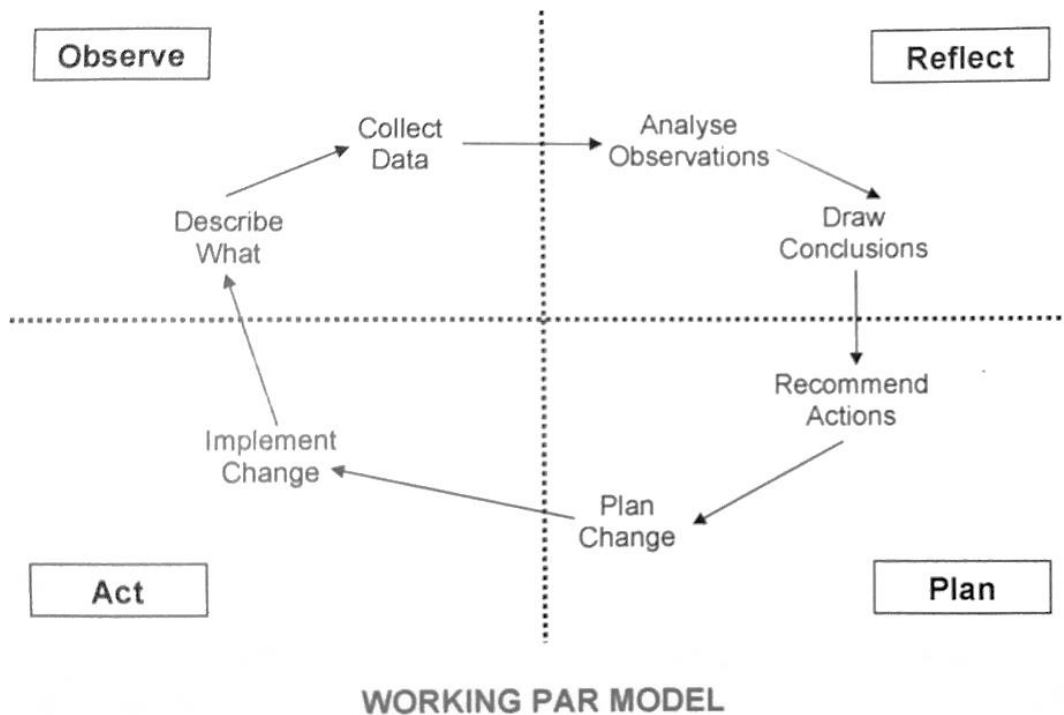 Observe
Reflect
Collect
Data
Analyse
Observations
Describe
What
Draw
Conclusions
Recommend
Actions
Implement
Change
Plan
Change
Act
Plan
WORKING PAR MODEL